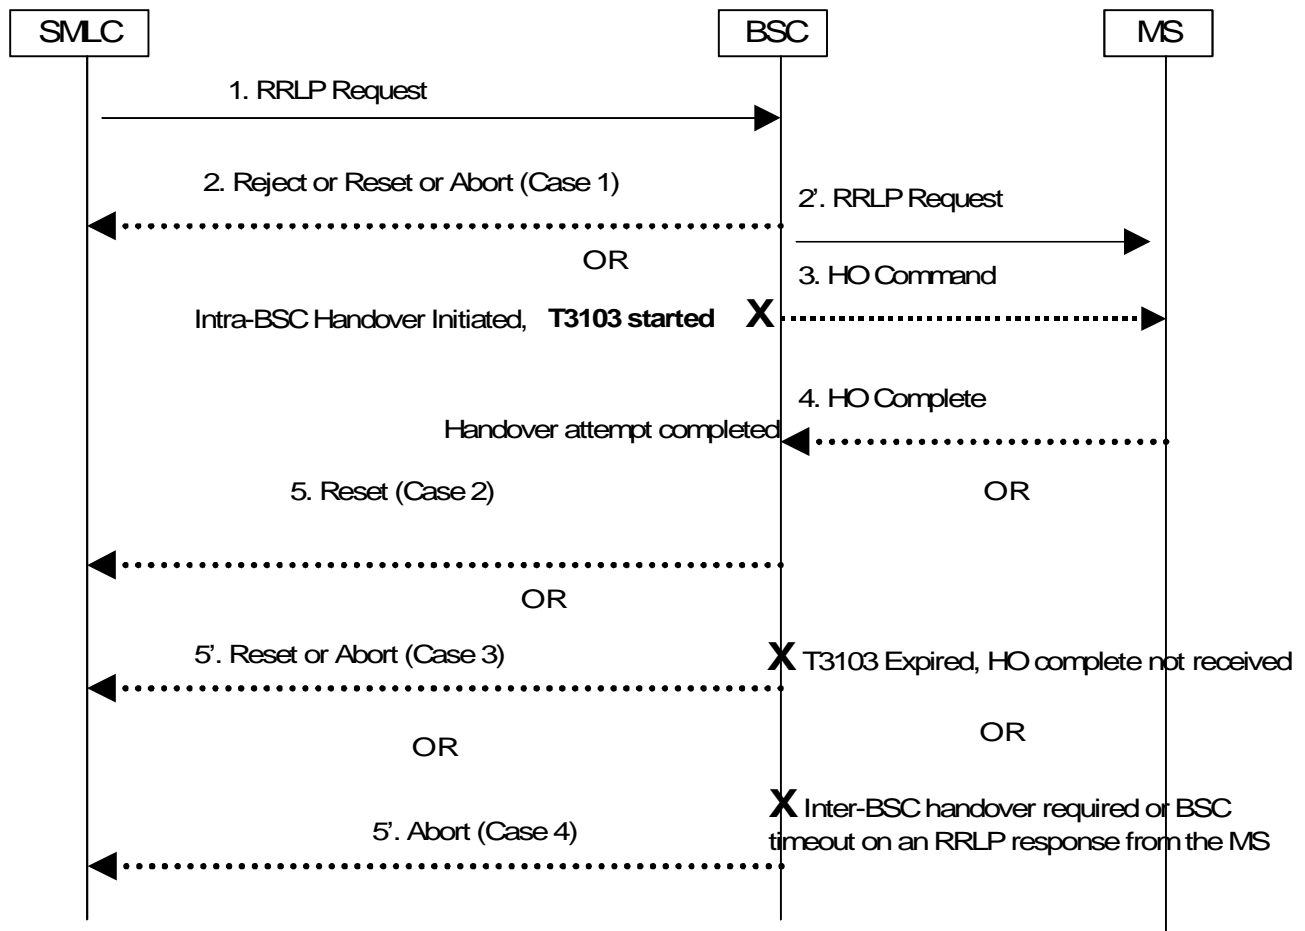 SMLC
BSC
MS
1. RRLP Request
2. Reject or Reset or Abort (Case 1)
2'. RRLP Request
OR
3. HO Command
Intra-BSC Handover Initiated, T3103 started X
4. HO Complete
Handover attempt completed
5. Reset (Case 2)
OR
OR
5'. Reset or Abort (Case 3)
X T3103 Expired, HO complete not received
OR
OR
X Inter-BSC handover required or BSC
timeout on an RRLP response from the MS
5'. Abort (Case 4)